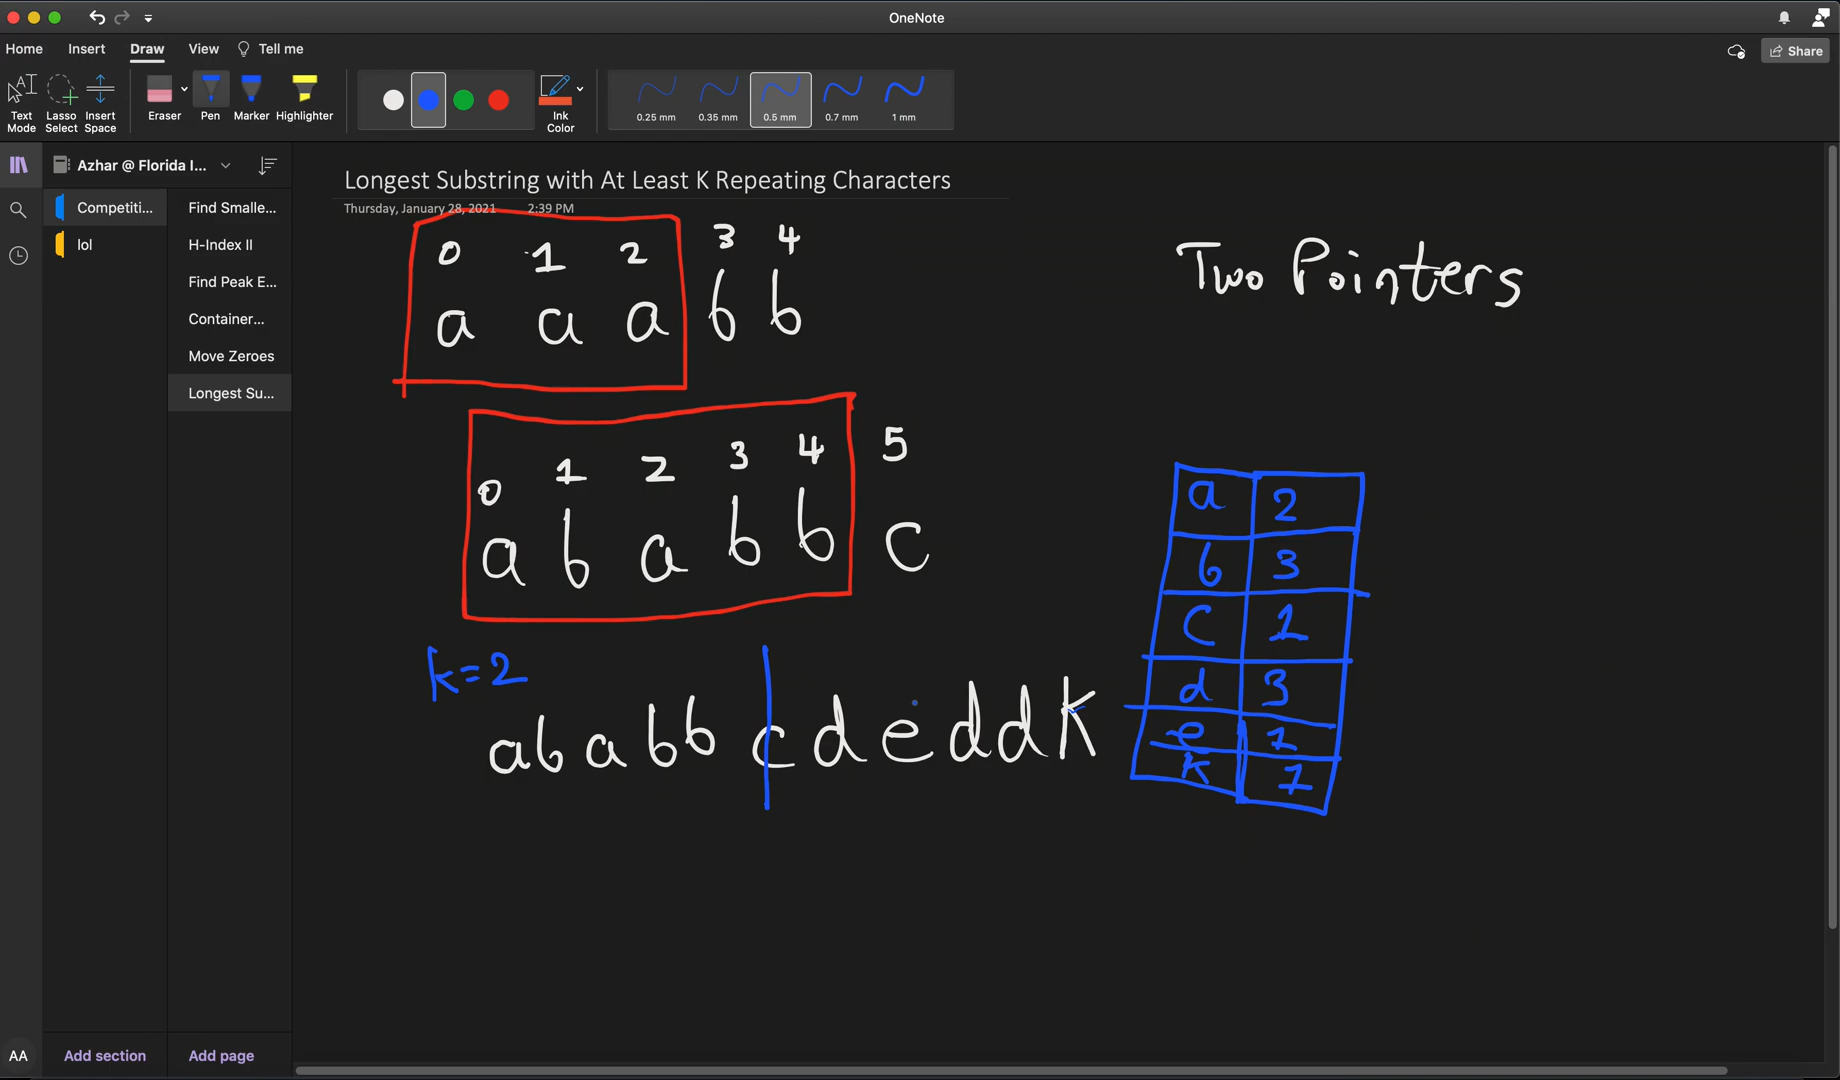 OneNote
Home Insert Draw View Tell me
Share
Text Mode
Lasso Select
Insert Space
Eraser
Pen
Marker
Highlighter
Ink Color
0.25 mm 0.35 mm 0.5 mm 0.7 mm 1 mm
Azhar @ Florida I...
Competiti...
lol
Find Smalle...
H-Index II
Find Peak E...
Container...
Move Zeroes
Longest Su...
Longest Substring with At Least K Repeating Characters
Thursday, January 28, 2021 2:39 PM
0 1 2 3 4
a a a b b
Two Pointers
0 1 2 3 4 5
a b a b b c
k=2
a b a b b c d e d d k
a 2
b 3
c 1
d 3
e 1
k 1
AA
Add section
Add page